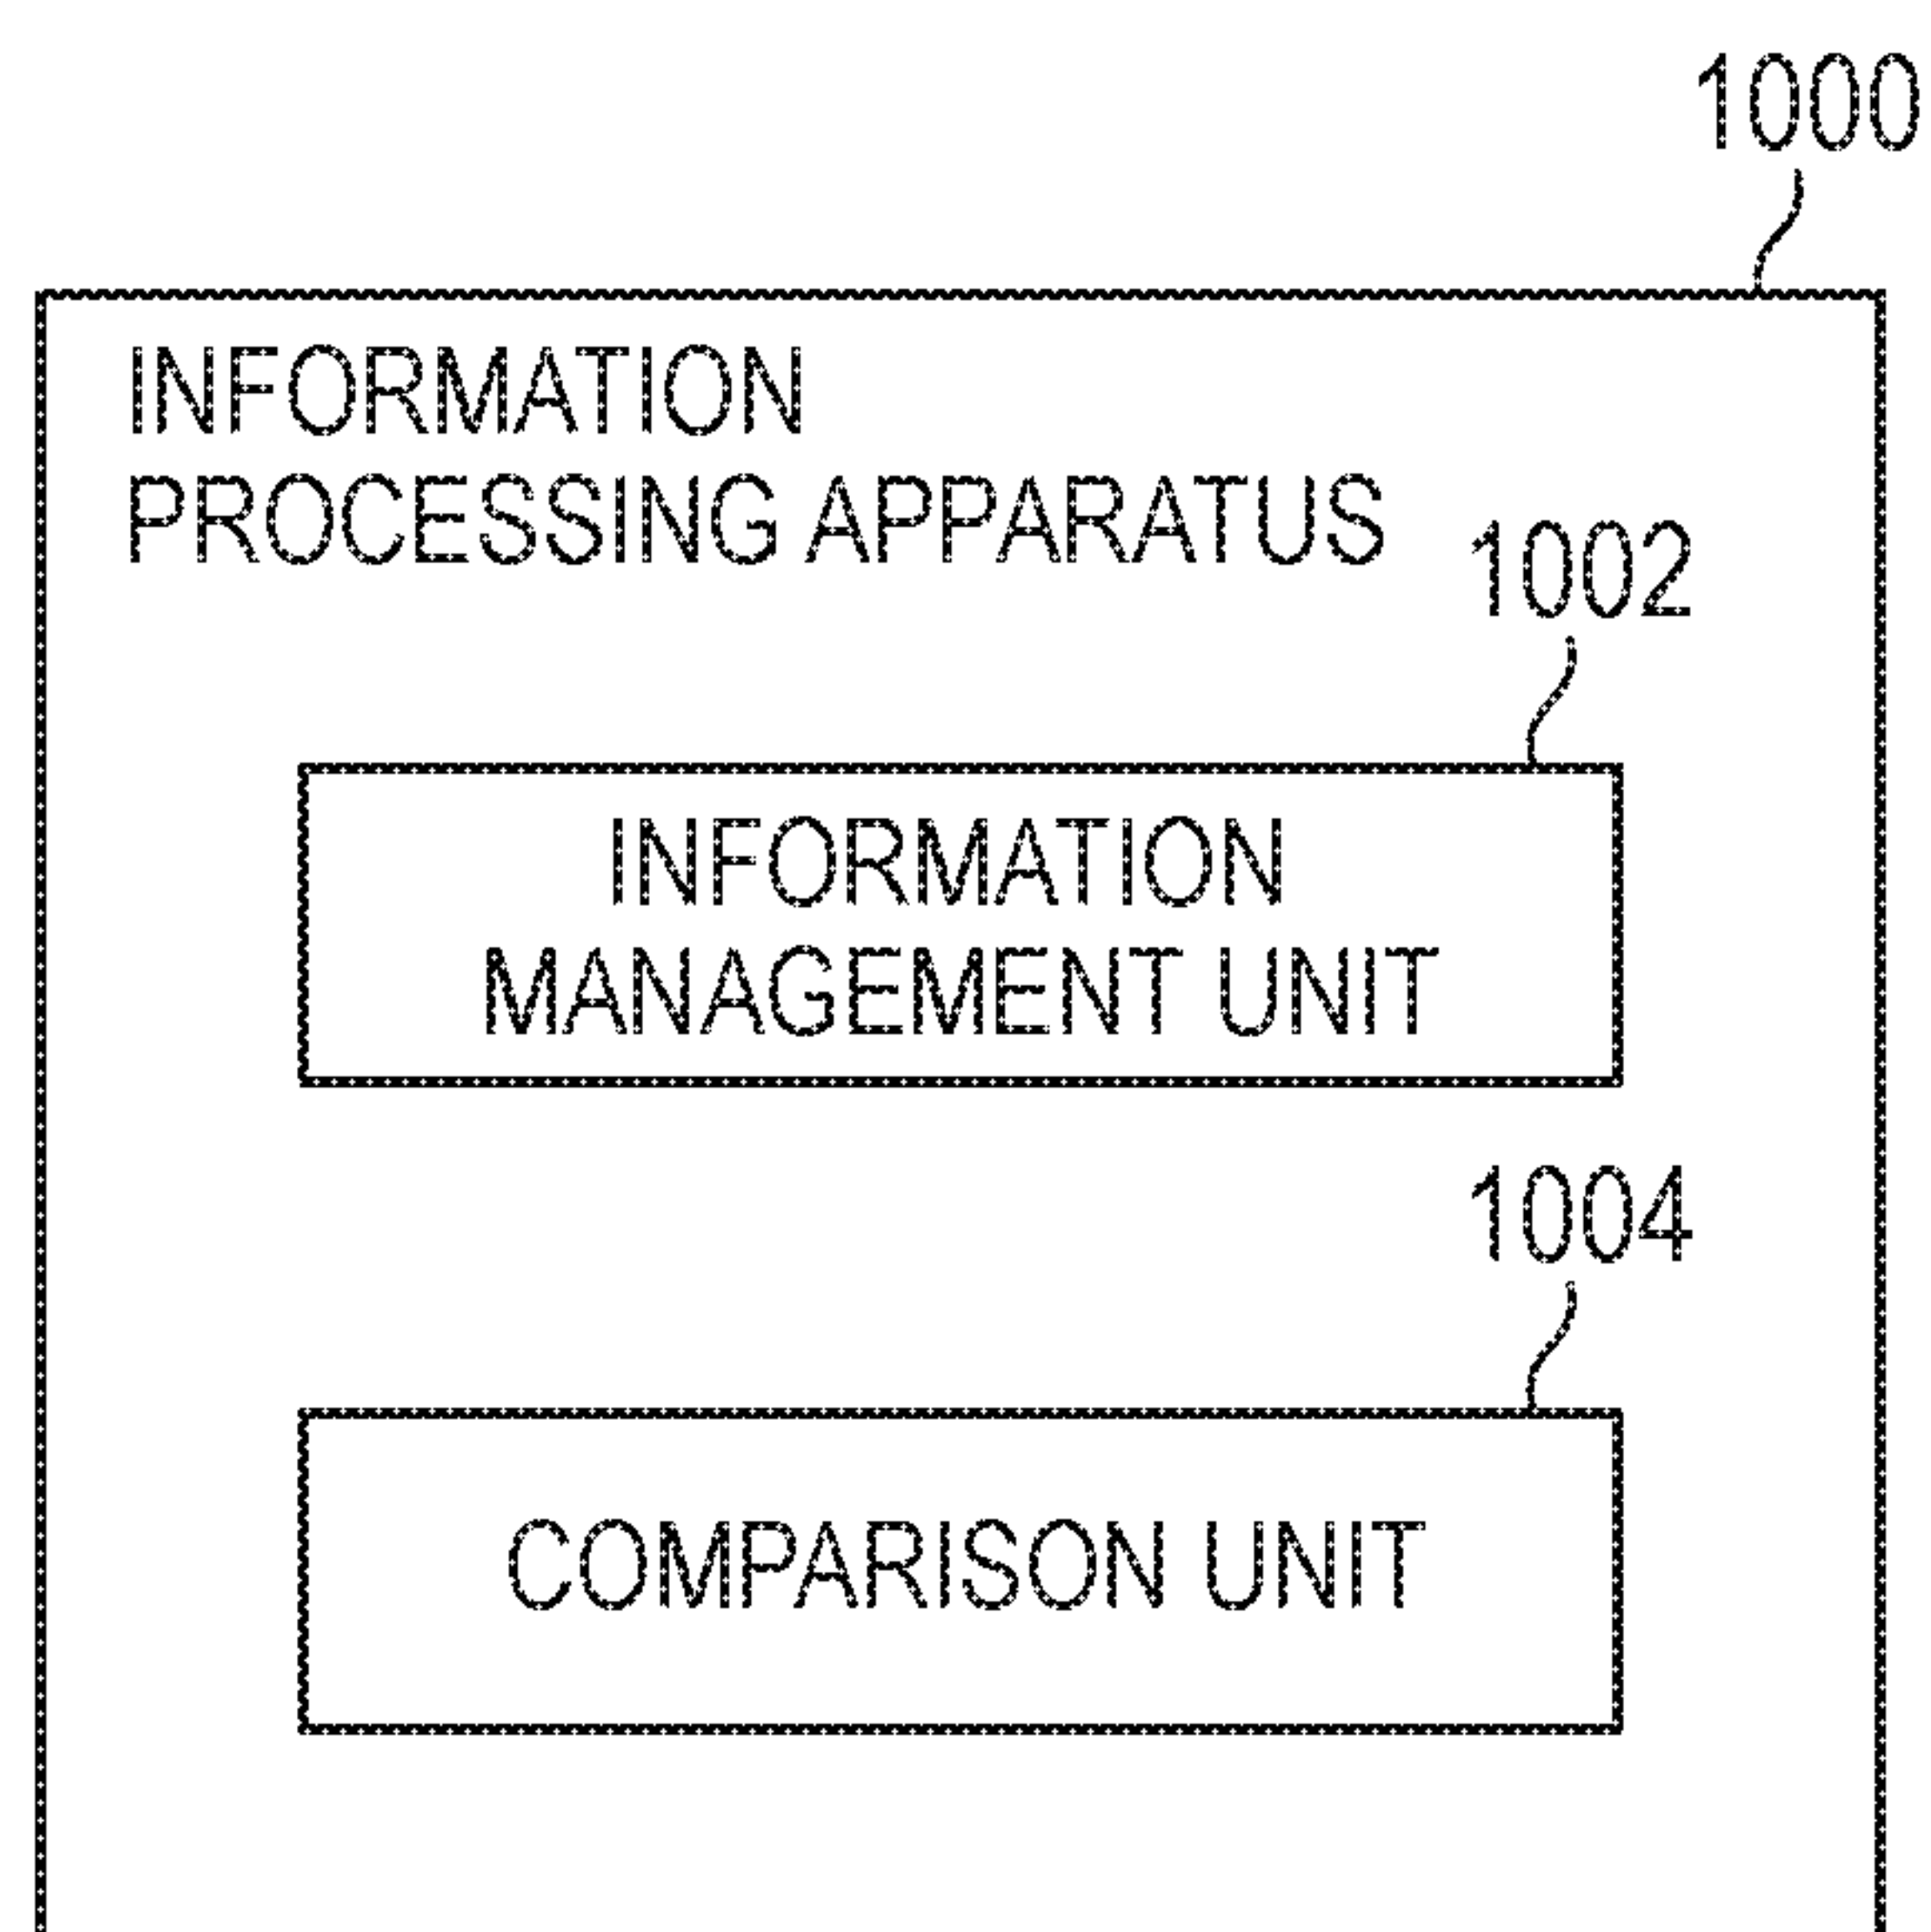 1000
INFORMATION
PROCESSING APPARATUS
1002
INFORMATION
MANAGEMENT UNIT
1004
COMPARISON UNIT